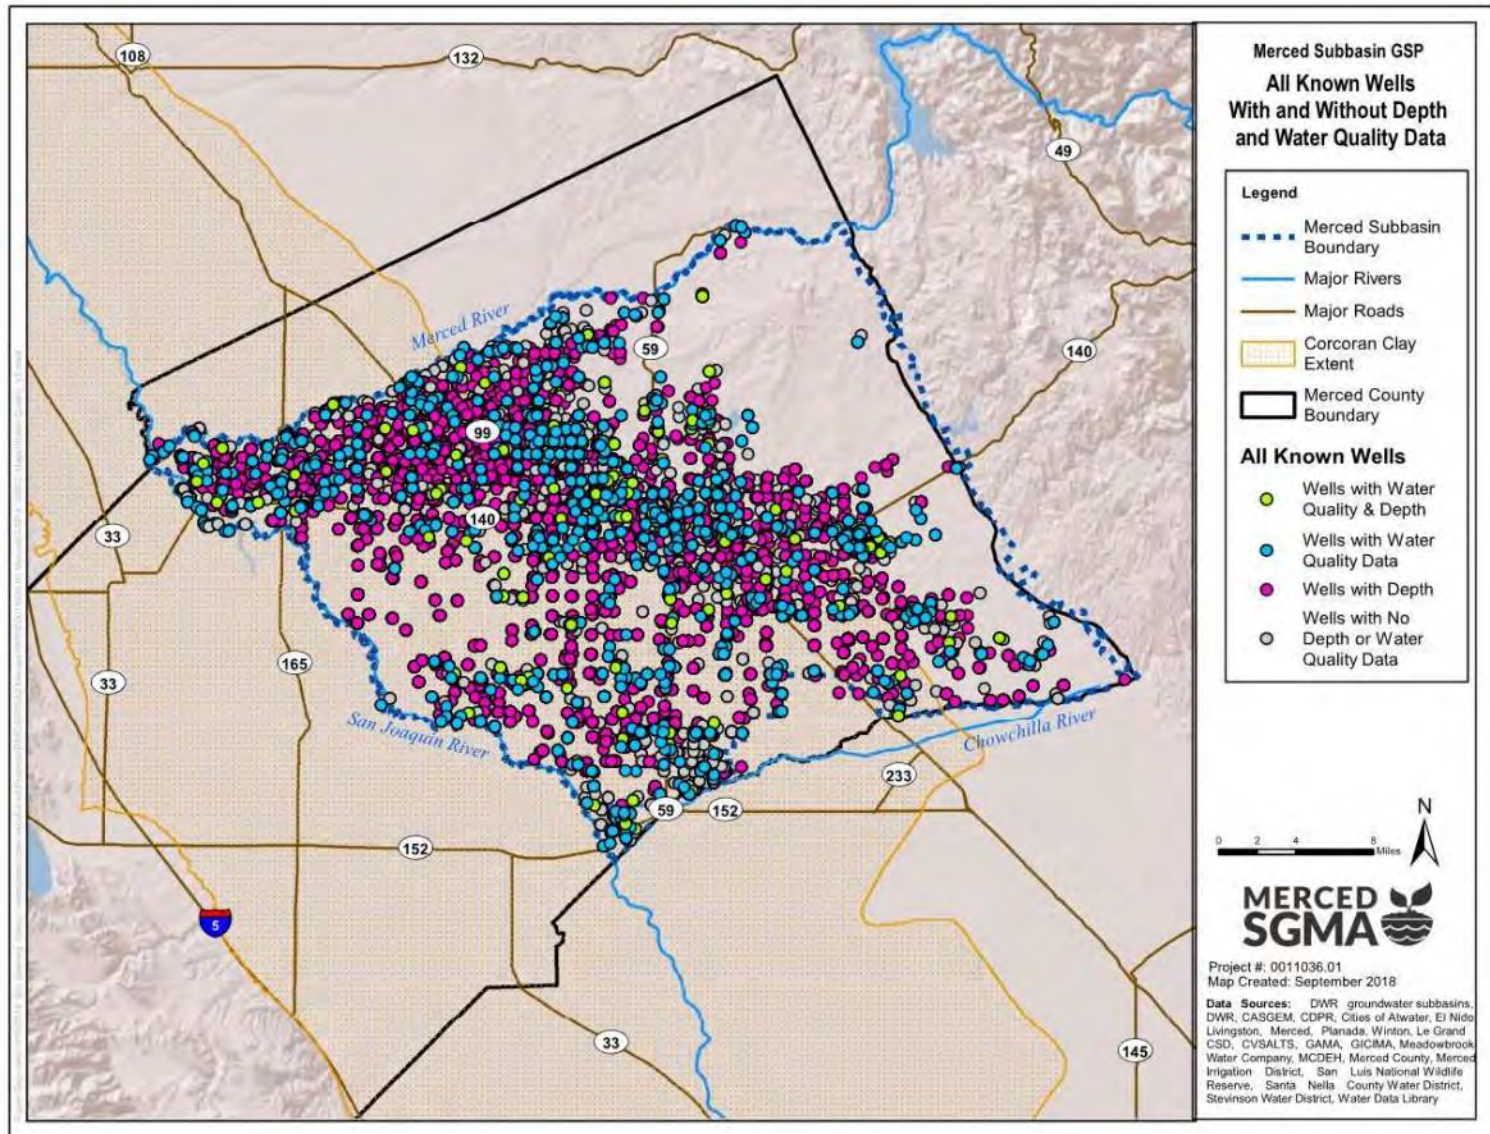 Merced Subbasin GSP
All Known Wells
With and Without Depth
and Water Quality Data
Legend
Merced Subbasin
Boundary
Major Rivers
Major Roads
Corcoran Clay
Extent
Merced County
Boundary
All Known Wells
Wells with Water
Quality & Depth
Wells with Water
Quality Data
Wells with Depth
Wells with No
Depth or Water
Quality Data
108
132
49
Merced River
59
140
99
140
33
165
33
San Joaquin River
Chowchilla River
233
59
152
152
5
33
145
N
0 2 4 8
Miles
MERCED
SGMA
Project #: 0011036.01
Map Created: September 2018
Data Sources: DWR groundwater subbasins,
DWR, CASGEM, CDPR, Cities of Atwater, El Nido
Livingston, Merced, Planada, Winton, Le Grand
CSD, CVSALTS, GAMA, GICIMA, Meadowbrook
Water Company, MCDEH, Merced County, Merced
Irrigation District, San Luis National Wildlife
Reserve, Santa Nella County Water District,
Stevinson Water District, Water Data Library